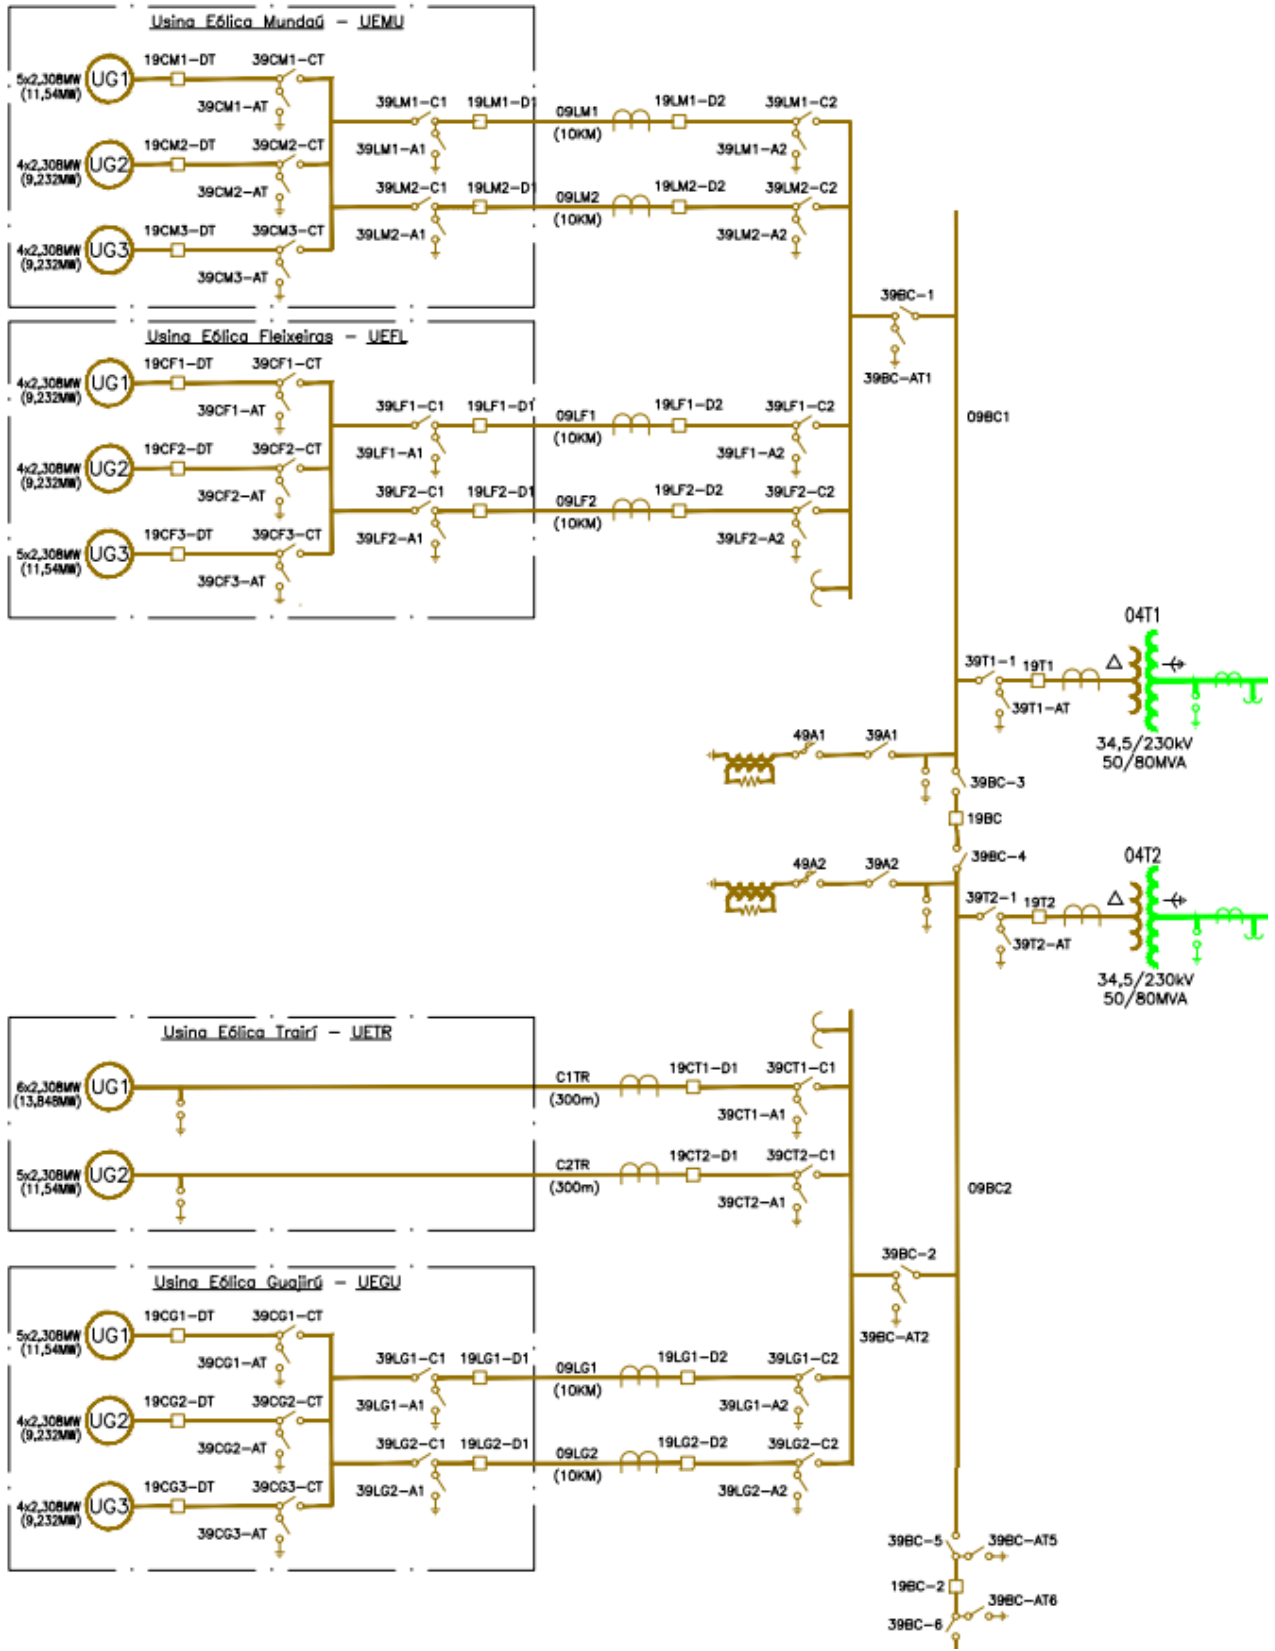 Usina Eólica Mundaú - UEMU
19CM1-DT 39CM1-CT
5x2,308MW
(11,54MW)
UG1
39CM1-AT
39LM1-C1 19LM1-D1
09LM1
(10KM)
19LM1-D2 39LM1-C2
39LM1-A1
39LM1-A2
19CM2-DT 39CM2-CT
4x2,308MW
(9,232MW)
UG2
39CM2-AT
39LM2-C1 19LM2-D1
09LM2
(10KM)
19LM2-D2 39LM2-C2
39LM2-A1
39LM2-A2
19CM3-DT 39CM3-CT
4x2,308MW
(9,232MW)
UG3
39CM3-AT
39BC-1
39BC-AT1
09BC1
Usina Eólica Fleixeiras - UEFL
19CF1-DT 39CF1-CT
4x2,308MW
(9,232MW)
UG1
39CF1-AT
39LF1-C1 19LF1-D1
09LF1
(10KM)
19LF1-D2 39LF1-C2
39LF1-A1
39LF1-A2
19CF2-DT 39CF2-CT
4x2,308MW
(9,232MW)
UG2
39CF2-AT
39LF2-C1 19LF2-D1
09LF2
(10KM)
19LF2-D2 39LF2-C2
39LF2-A1
39LF2-A2
19CF3-DT 39CF3-CT
5x2,308MW
(11,54MW)
UG3
39CF3-AT
04T1
39T1-1 19T1
39T1-AT
34,5/230kV
50/80MVA
49A1 39A1
39BC-3
19BC
39BC-4
49A2 39A2
04T2
39T2-1 19T2
39T2-AT
34,5/230kV
50/80MVA
Usina Eólica Trairí - UETR
6x2,308MW
(13,848MW)
UG1
C1TR
(300m)
19CT1-D1 39CT1-C1
39CT1-A1
5x2,308MW
(11,54MW)
UG2
C2TR
(300m)
19CT2-D1 39CT2-C1
39CT2-A1
09BC2
39BC-2
39BC-AT2
Usina Eólica Guajirú - UEGU
19CG1-DT 39CG1-CT
5x2,308MW
(11,54MW)
UG1
39CG1-AT
39LG1-C1 19LG1-D1
09LG1
(10KM)
19LG1-D2 39LG1-C2
39LG1-A1
39LG1-A2
19CG2-DT 39CG2-CT
4x2,308MW
(9,232MW)
UG2
39CG2-AT
39LG2-C1 19LG2-D1
09LG2
(10KM)
19LG2-D2 39LG2-C2
39LG2-A1
39LG2-A2
19CG3-DT 39CG3-CT
4x2,308MW
(9,232MW)
UG3
39CG3-AT
39BC-5 39BC-AT5
19BC-2
39BC-6 39BC-AT6